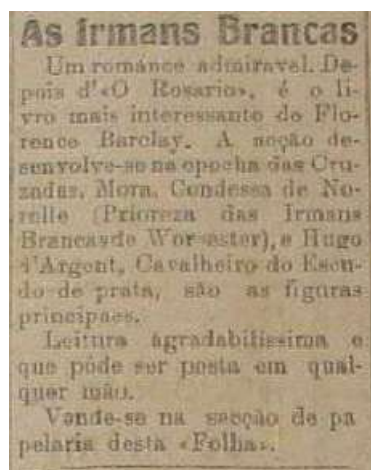 As Irmans Brancas
Um romance admiravel. De-
pois d'«O Rosario», é o li-
vro mais interessante de Flo-
rence Barclay. A acção de-
senvolve-se na epocha das Cru-
zadas. Mora, Condessa de No-
relle (Prioreza das Irmans
Brancas de Worcester), e Hugo
d'Argent, Cavalheiro do Escu-
do de prata, são as figuras
principaes.
Leitura agradabilissima e
que póde ser posta em qual-
quer mão.
Vende-se na secção de pa
pelaria desta «Folha».